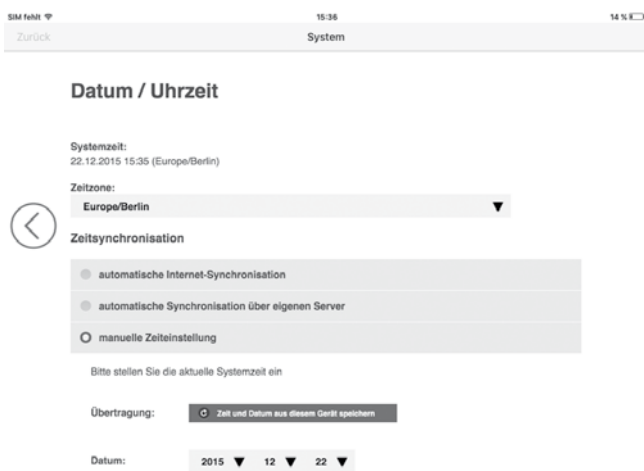 SIM fehlt 15:36 14 %
Zurück System
Datum / Uhrzeit
Systemzeit:
22.12.2015 15:35 (Europe/Berlin)
Zeitzone:
Europe/Berlin
Zeitsynchronisation
automatische Internet-Synchronisation
automatische Synchronisation über eigenen Server
manuelle Zeiteinstellung
Bitte stellen Sie die aktuelle Systemzeit ein
Übertragung: Zeit und Datum aus diesem Gerät speichern
Datum: 2015 12 22